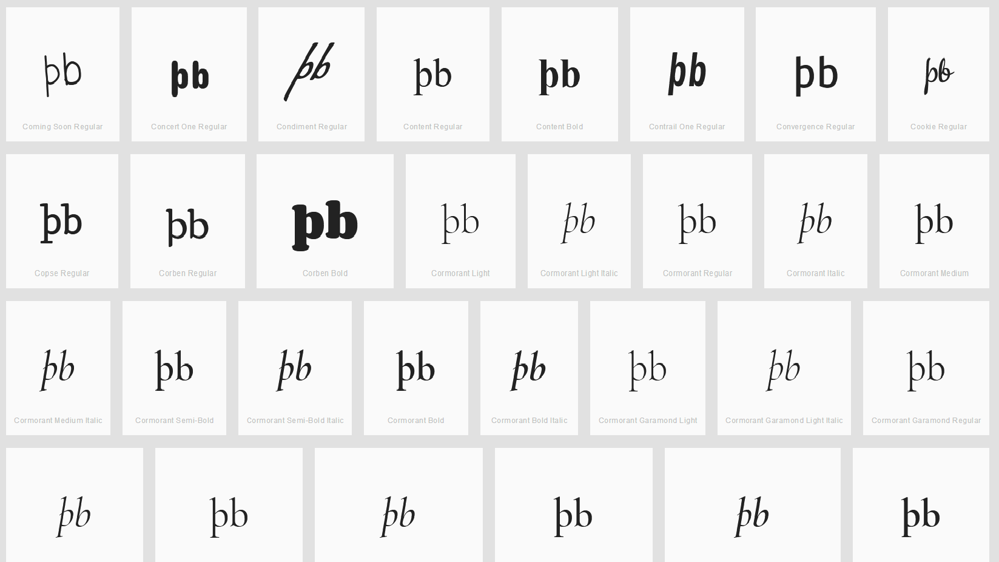 þb þb þb þb þb þb þb þb
Coming Soon Regular Concert One Regular Condiment Regular Content Regular Content Bold Contrail One Regular Convergence Regular Cookie Regular
þb þb þb þb þb þb þb þb
Copse Regular Corben Regular Corben Bold Cormorant Light Cormorant Light Italic Cormorant Regular Cormorant Italic Cormorant Medium
þb þb þb þb þb þb þb þb
Cormorant Medium Italic Cormorant Semi-Bold Cormorant Semi-Bold Italic Cormorant Bold Cormorant Bold Italic Cormorant Garamond Light Cormorant Garamond Light Italic Cormorant Garamond Regular
þb þb þb þb þb þb